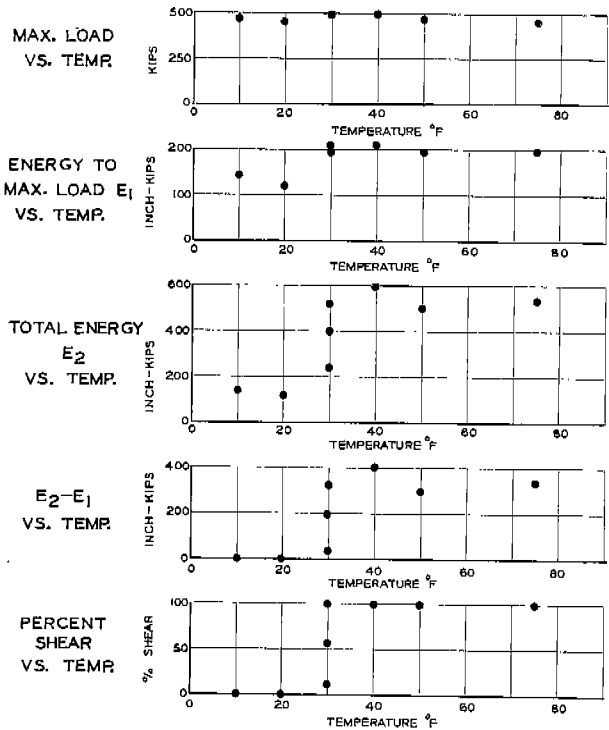 MAX. LOAD
VS. TEMP.
KIPS
500
250
0
0 20 40 60 80
TEMPERATURE °F
ENERGY TO
MAX. LOAD E1
VS. TEMP.
INCH-KIPS
200
100
0
0 20 40 60 80
TEMPERATURE °F
TOTAL ENERGY
E2
VS. TEMP.
INCH-KIPS
600
400
200
0
0 20 40 60 80
TEMPERATURE °F
E2-E1
VS. TEMP.
INCH-KIPS
400
200
0
0 20 40 60 80
TEMPERATURE °F
PERCENT
SHEAR
VS. TEMP.
% SHEAR
100
50
0
0 20 40 60 80
TEMPERATURE °F